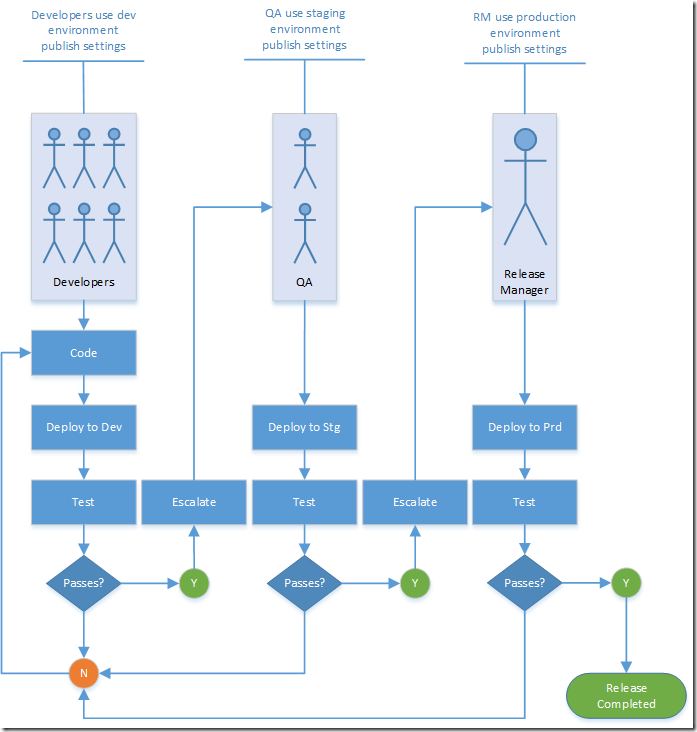 Developers use dev
environment
publish settings
QA use staging
environment
publish settings
RM use production
environment
publish settings
Developers
QA
Release
Manager
Code
Deploy to Dev
Deploy to Stg
Deploy to Prd
Test
Escalate
Test
Escalate
Test
Passes?
Y
Passes?
Y
Passes?
Y
N
Release
Completed